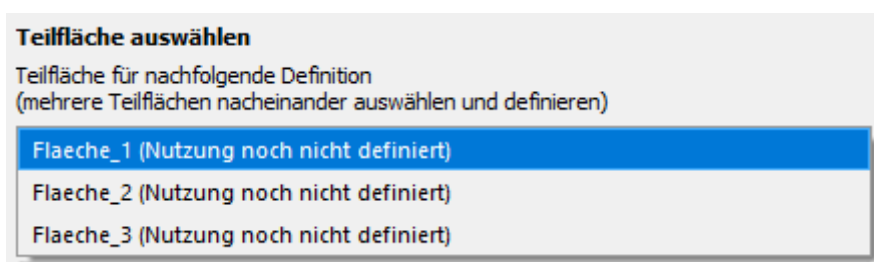 Teilfläche auswählen
Teilfläche für nachfolgende Definition
(mehrere Teilflächen nacheinander auswählen und definieren)
Flaeche_1 (Nutzung noch nicht definiert)
Flaeche_2 (Nutzung noch nicht definiert)
Flaeche_3 (Nutzung noch nicht definiert)